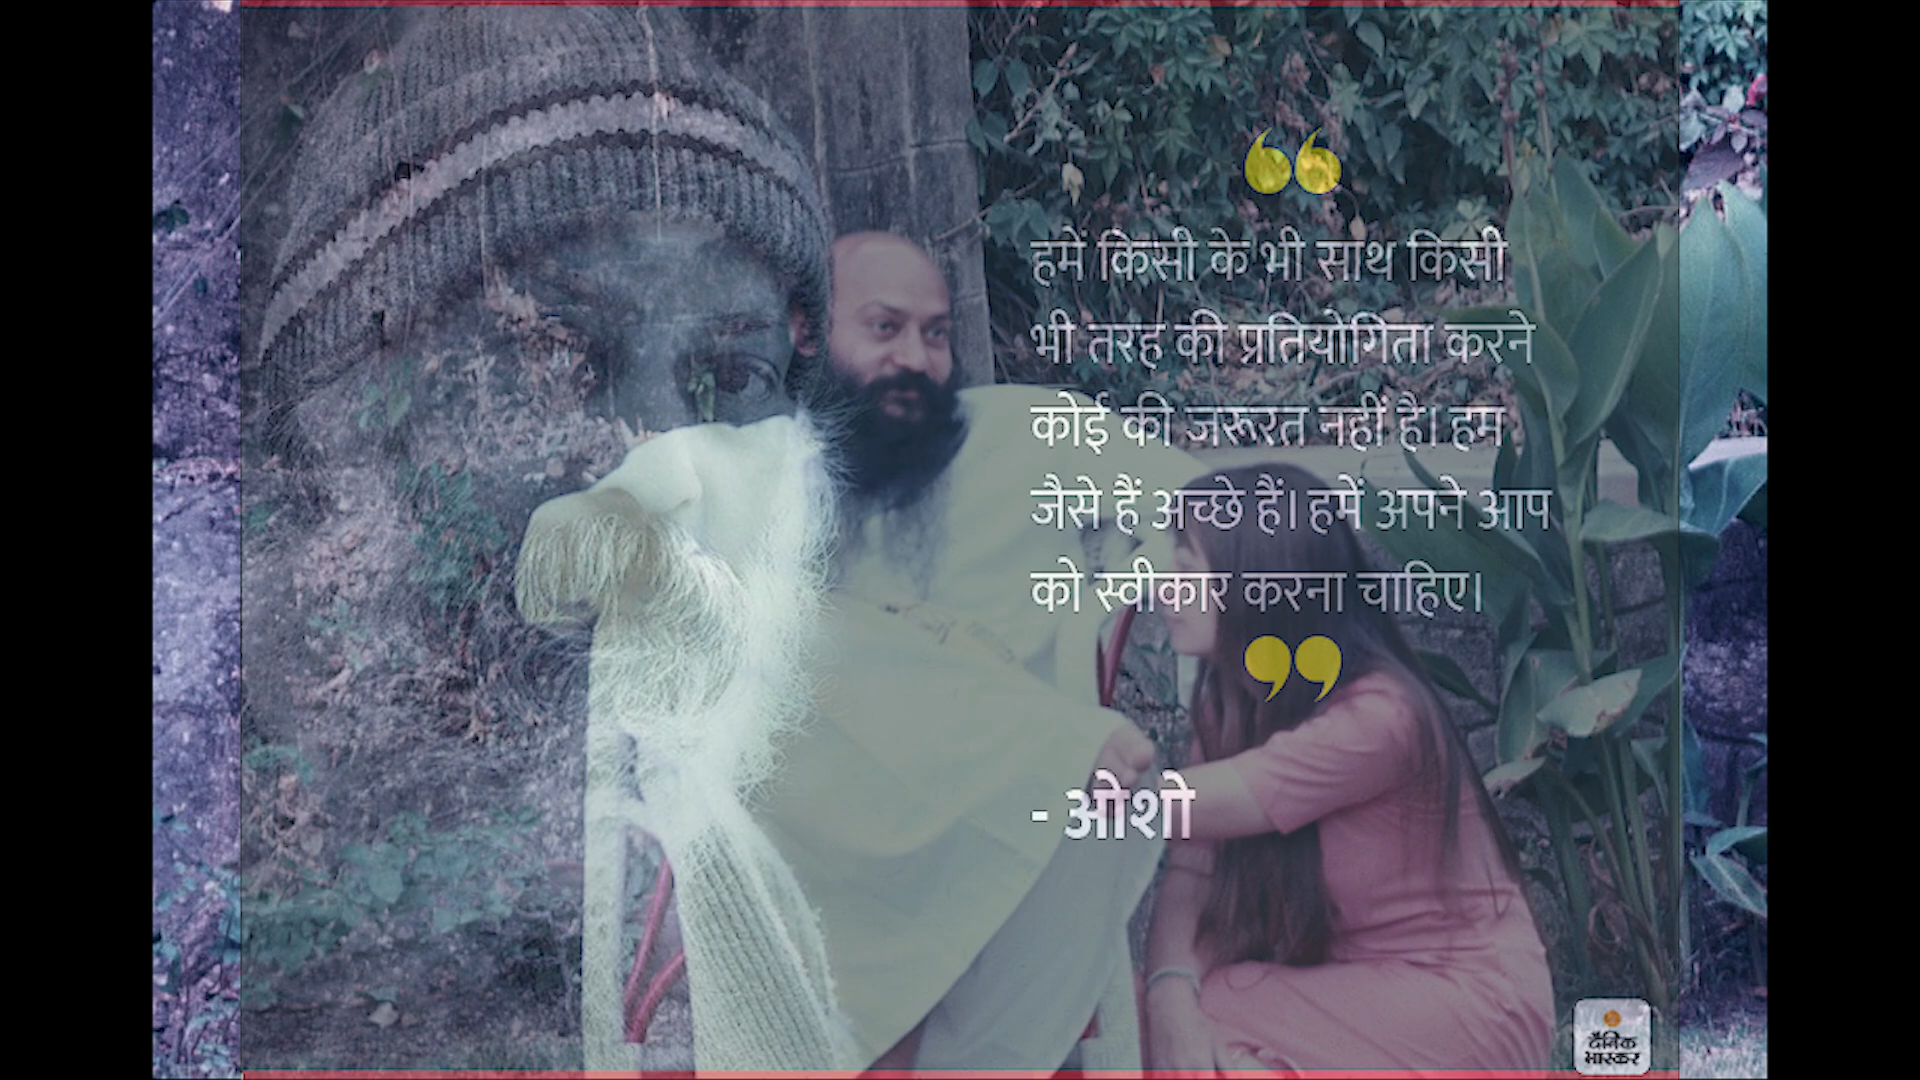 हमें किसी के भी साथ किसी
भी तरह की प्रतियोगिता करने
कोई की जरूरत नहीं है। हम
जैसे हैं अच्छे हैं। हमें अपने आप
को स्वीकार करना चाहिए।
- ओशो
दैनिक
भास्कर